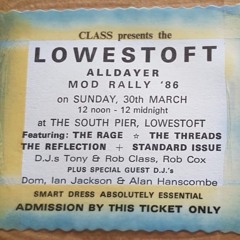 CLASS presents the
LOWESTOFT
ALLDAYER
MOD RALLY '86
on SUNDAY, 30th MARCH
12 noon - 12 midnight
at THE SOUTH PIER, LOWESTOFT
Featuring: THE RAGE ☆ THE THREADS
THE REFLECTION + STANDARD ISSUE
D.J.s Tony & Rob Class, Rob Cox
PLUS SPECIAL GUEST D.J.'s
Dom, Ian Jackson & Alan Hanscombe
SMART DRESS ABSOLUTELY ESSENTIAL
ADMISSION BY THIS TICKET ONLY